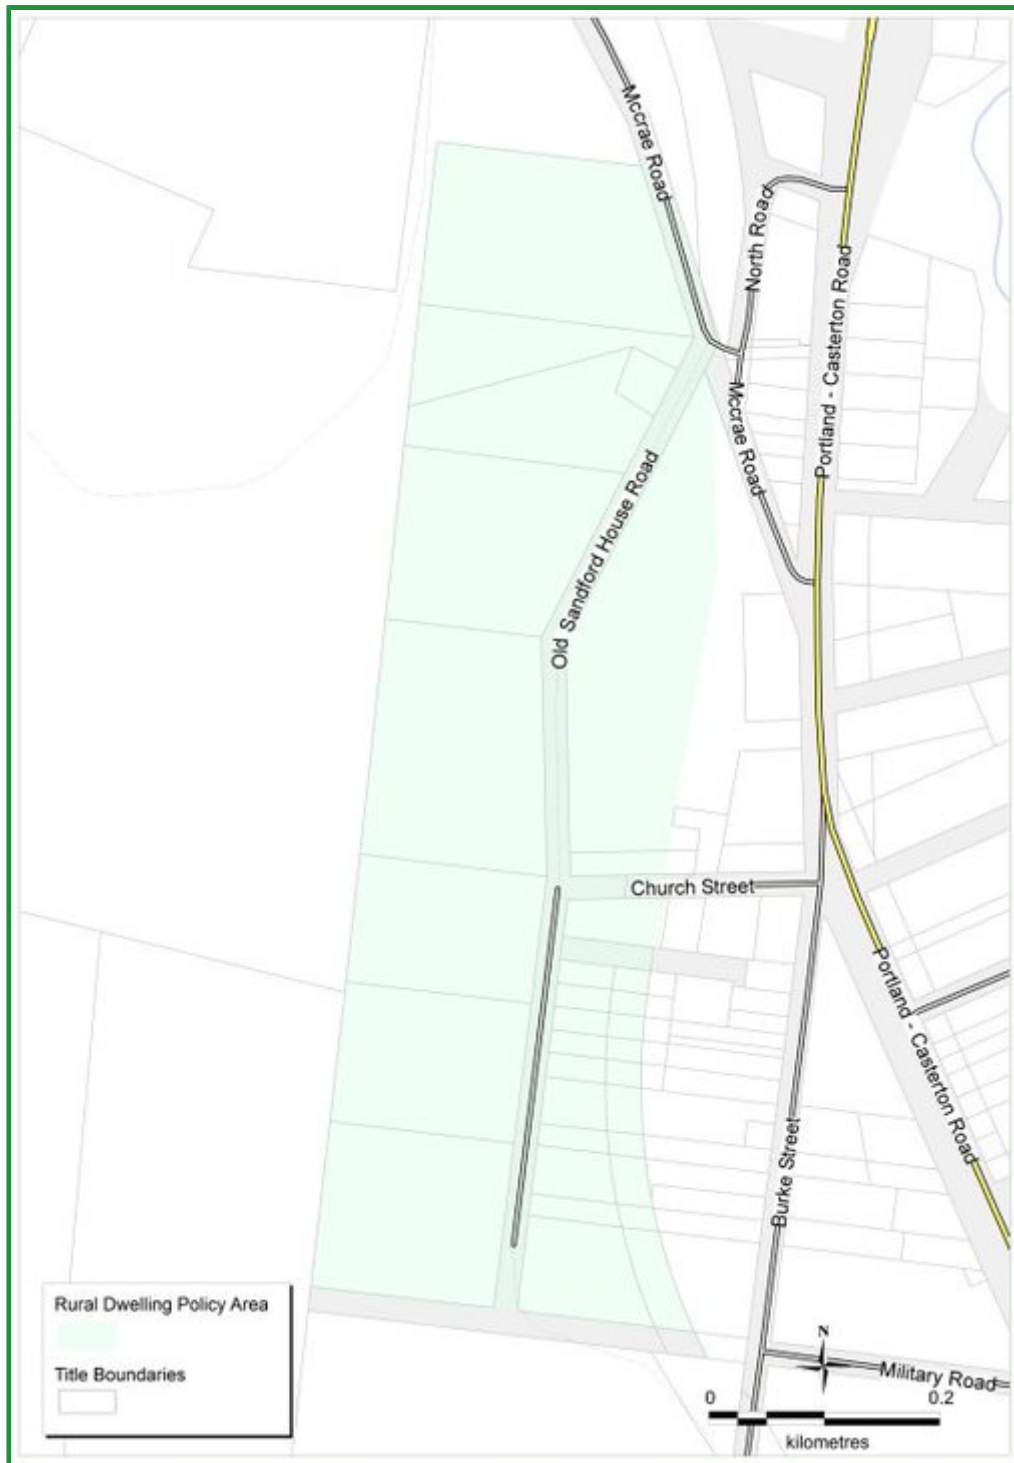 Mccrae Road
North Road
Portland - Casterton Road
Mccrae Road
Old Sandford House Road
Church Street
Portland - Casterton Road
Burke Street
Rural Dwelling Policy Area
Title Boundaries
N
Military Road
0 0.2
kilometres